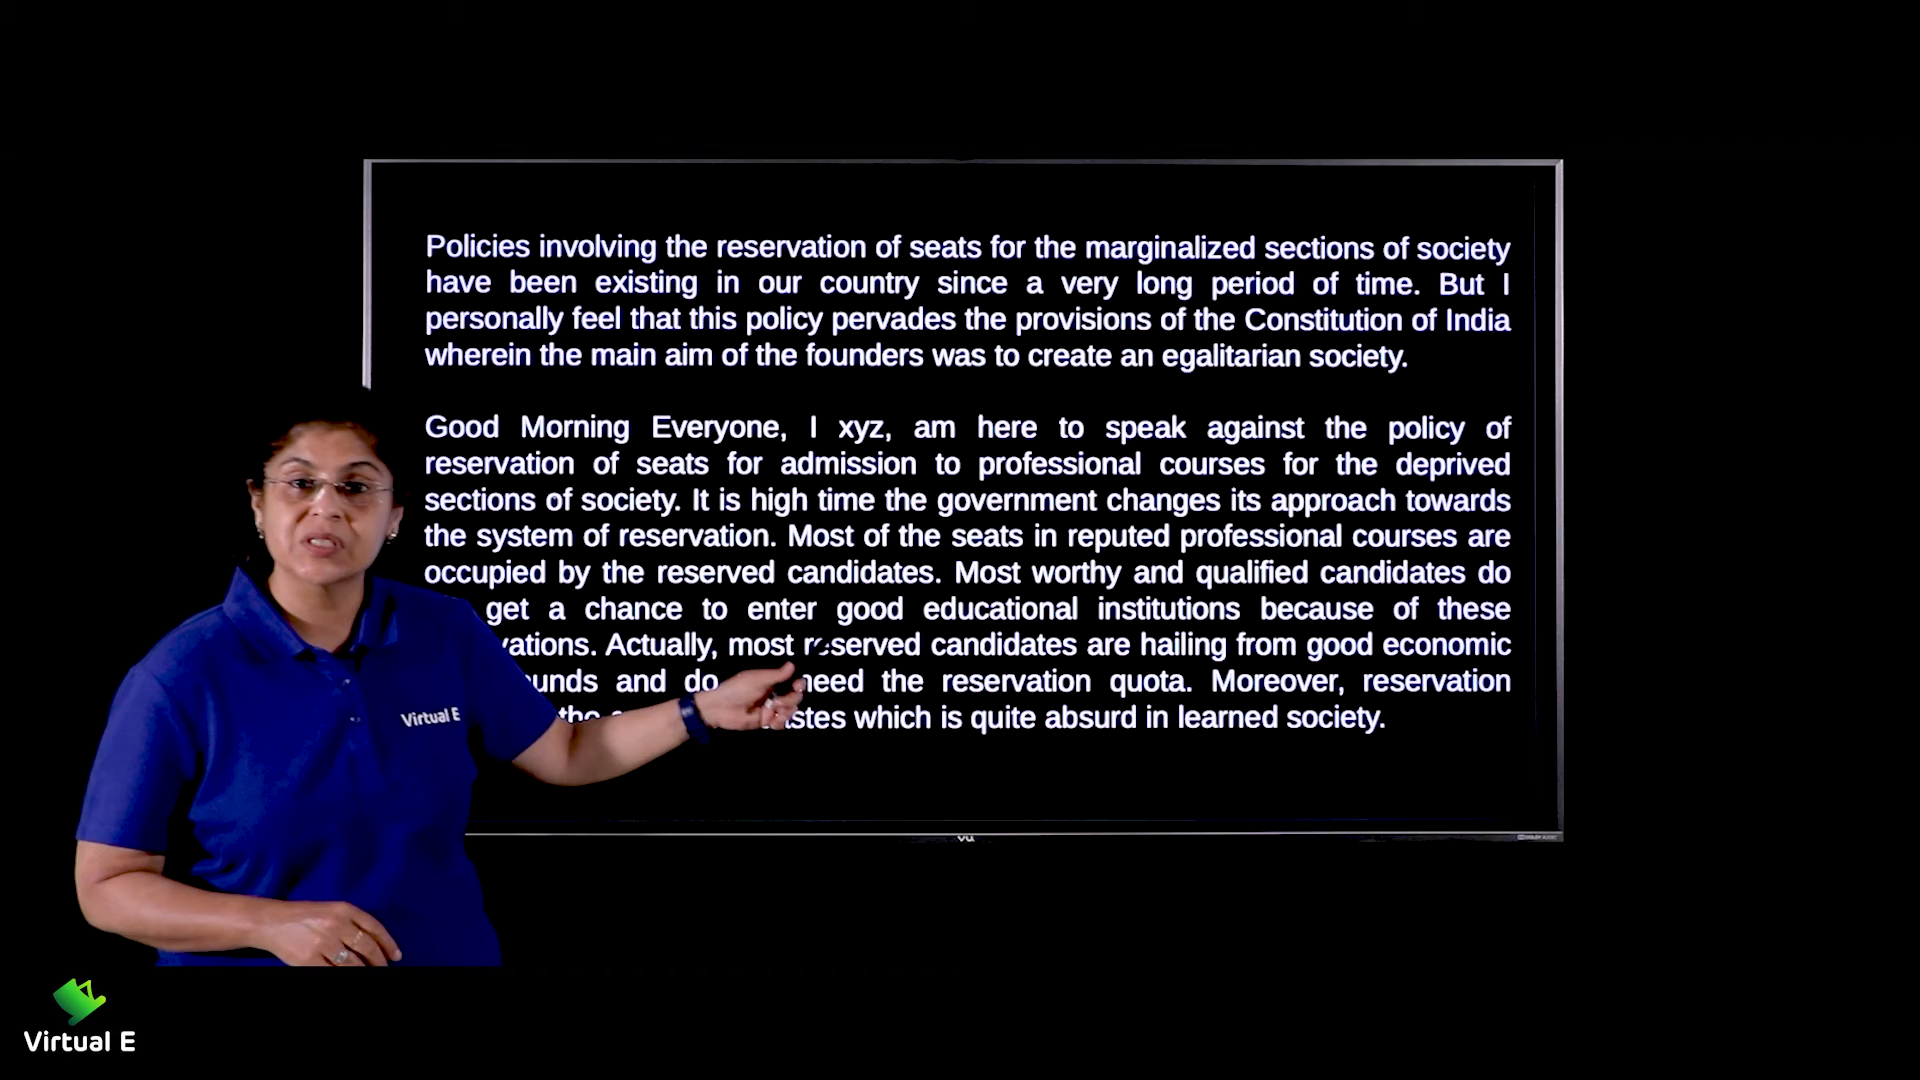 Policies involving the reservation of seats for the marginalized sections of society
have been existing in our country since a very long period of time. But I
personally feel that this policy pervades the provisions of the Constitution of India
wherein the main aim of the founders was to create an egalitarian society.
Good Morning Everyone, I xyz, am here to speak against the policy of
reservation of seats for admission to professional courses for the deprived
sections of society. It is high time the government changes its approach towards
the system of reservation. Most of the seats in reputed professional courses are
occupied by the reserved candidates. Most worthy and qualified candidates do
get a chance to enter good educational institutions because of these
vations. Actually, most reserved candidates are hailing from good economic
unds and do need the reservation quota. Moreover, reservation
the astes which is quite absurd in learned society.
Virtual E
vu
Virtual E